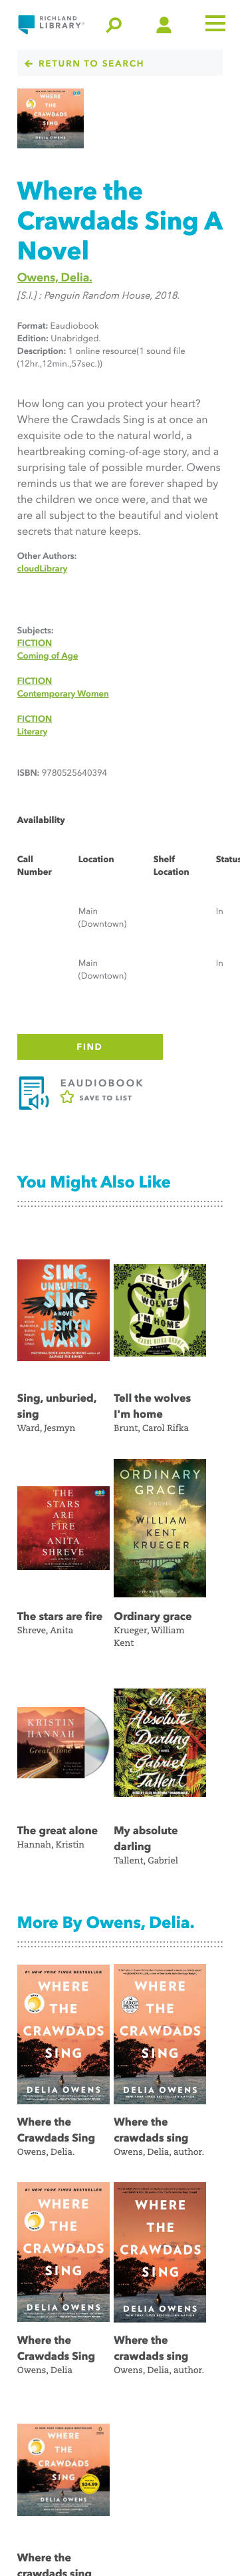 RICHLAND
LIBRARY
RETURN TO SEARCH
WHERE
THE
CRAWDADS
SING
DELIA OWENS
Where the
Crawdads Sing A
Novel
Owens, Delia.
[S.l.] : Penguin Random House, 2018.
Format: Eaudiobook
Edition: Unabridged.
Description: 1 online resource(1 sound file
(12hr.,12min.,57sec.))
How long can you protect your heart?
Where the Crawdads Sing is at once an
exquisite ode to the natural world, a
heartbreaking coming-of-age story, and a
surprising tale of possible murder. Owens
reminds us that we are forever shaped by
the children we once were, and that we
are all subject to the beautiful and violent
secrets that nature keeps.
Other Authors:
cloudLibrary
Subjects:
FICTION
Coming of Age
FICTION
Contemporary Women
FICTION
Literary
ISBN: 9780525640394
Availability
Call Number Location Shelf Location Status
Main (Downtown) In
Main (Downtown) In
FIND
EAUDIOBOOK
SAVE TO LIST
You Might Also Like
SING,
UNBURIED,
SING
A NOVEL
JESMYN
WARD
TELL THE
WOLVES
I'M HOME
Sing, unburied,
sing
Ward, Jesmyn
Tell the wolves
I'm home
Brunt, Carol Rifka
THE
STARS
ARE
FIRE
ANITA
SHREVE
ORDINARY
GRACE
WILLIAM
KENT
KRUEGER
The stars are fire
Shreve, Anita
Ordinary grace
Krueger, William
Kent
KRISTIN
HANNAH
Great Alone
My
Absolute
Darling
Gabriel
Tallent
The great alone
Hannah, Kristin
My absolute
darling
Tallent, Gabriel
More By Owens, Delia.
#1 NEW YORK TIMES BESTSELLER
WHERE
THE
CRAWDADS
SING
DELIA OWENS
WHERE
THE
CRAWDADS
SING
LARGE
PRINT
DELIA OWENS
Where the
Crawdads Sing
Owens, Delia.
Where the
crawdads sing
Owens, Delia, author.
#1 NEW YORK TIMES BESTSELLER
WHERE
THE
CRAWDADS
SING
DELIA OWENS
WHERE
THE
CRAWDADS
SING
DELIA OWENS
Where the
Crawdads Sing
Owens, Delia
Where the
crawdads sing
Owens, Delia, author.
WHERE
THE
CRAWDADS
SING
DELIA OWENS
Where the
crawdads sing